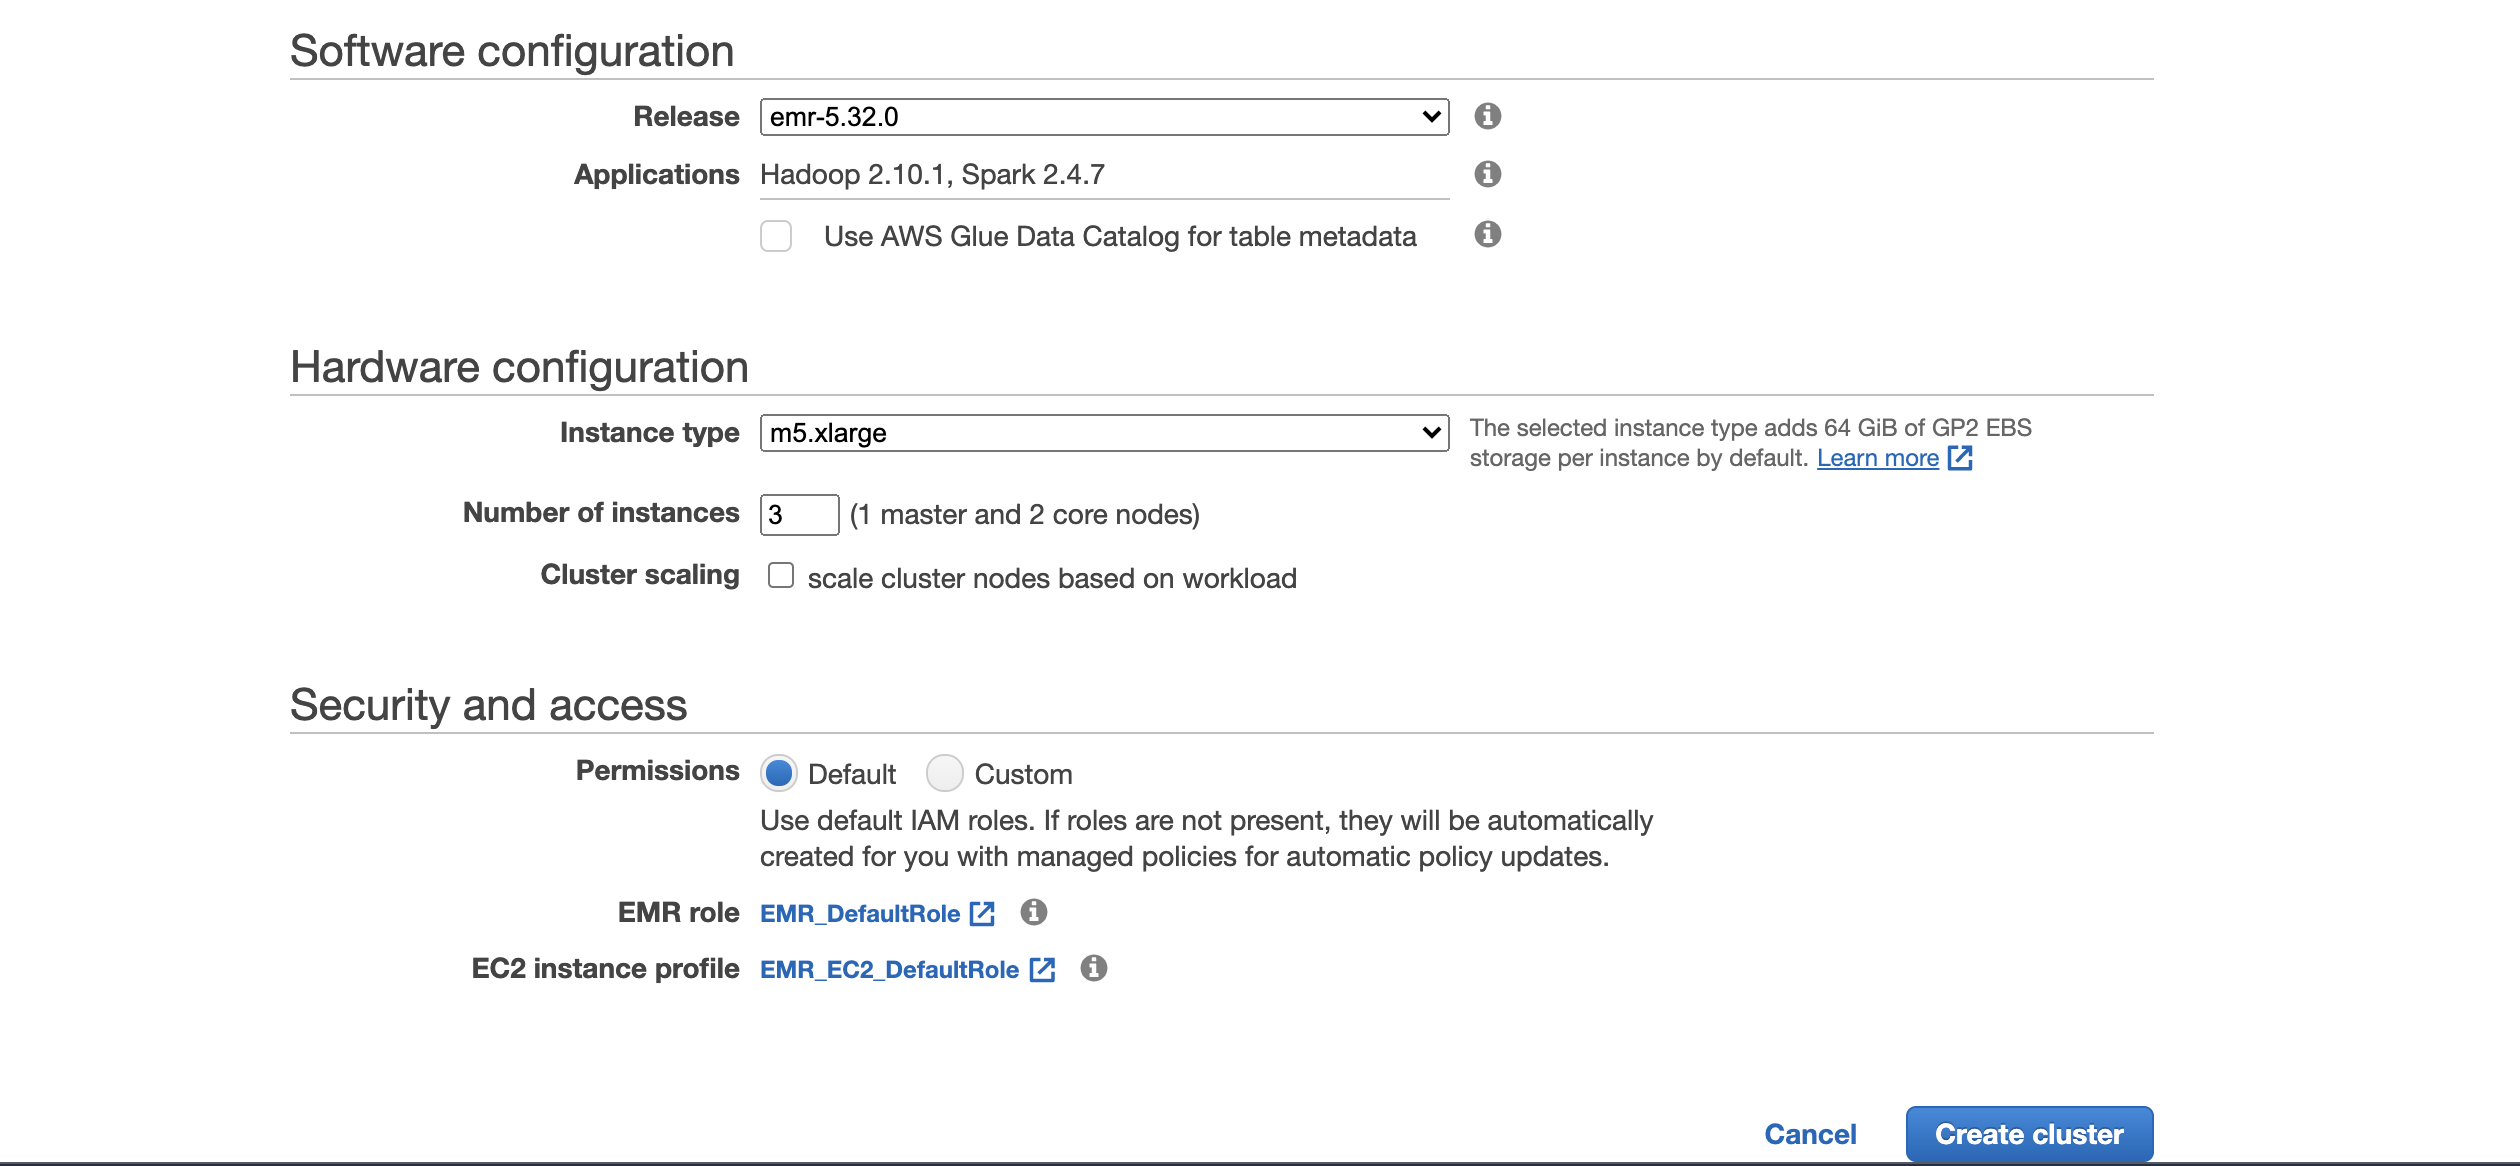 Software configuration
Release emr-5.32.0
Applications Hadoop 2.10.1, Spark 2.4.7
Use AWS Glue Data Catalog for table metadata
Hardware configuration
Instance type m5.xlarge The selected instance type adds 64 GiB of GP2 EBS
storage per instance by default. Learn more
Number of instances 3 (1 master and 2 core nodes)
Cluster scaling scale cluster nodes based on workload
Security and access
Permissions Default Custom
Use default IAM roles. If roles are not present, they will be automatically
created for you with managed policies for automatic policy updates.
EMR role EMR_DefaultRole
EC2 instance profile EMR_EC2_DefaultRole
Cancel Create cluster